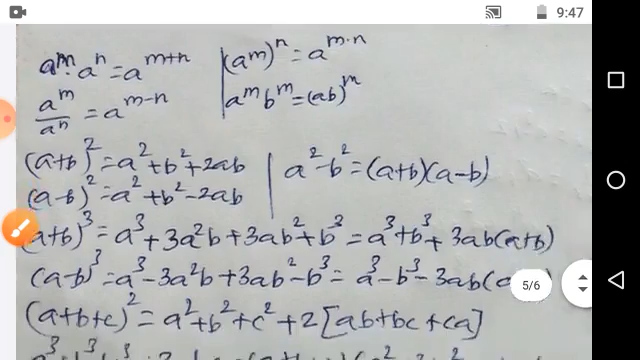 9:47
a^m · a^n = a^{m+n}
(a^m)^n = a^{m·n}
a^m/a^n = a^{m-n}
a^m b^m = (ab)^m
(a+b)^2 = a^2+b^2+2ab
(a-b)^2 = a^2+b^2-2ab
a^2-b^2 = (a+b)(a-b)
(a+b)^3 = a^3+3a^2b+3ab^2+b^3 = a^3+b^3+3ab(a+b)
(a-b)^3 = a^3-3a^2b+3ab^2-b^3 = a^3-b^3-3ab(a
5/6
(a+b+c)^2 = a^2+b^2+c^2+2[ab+bc+ca]